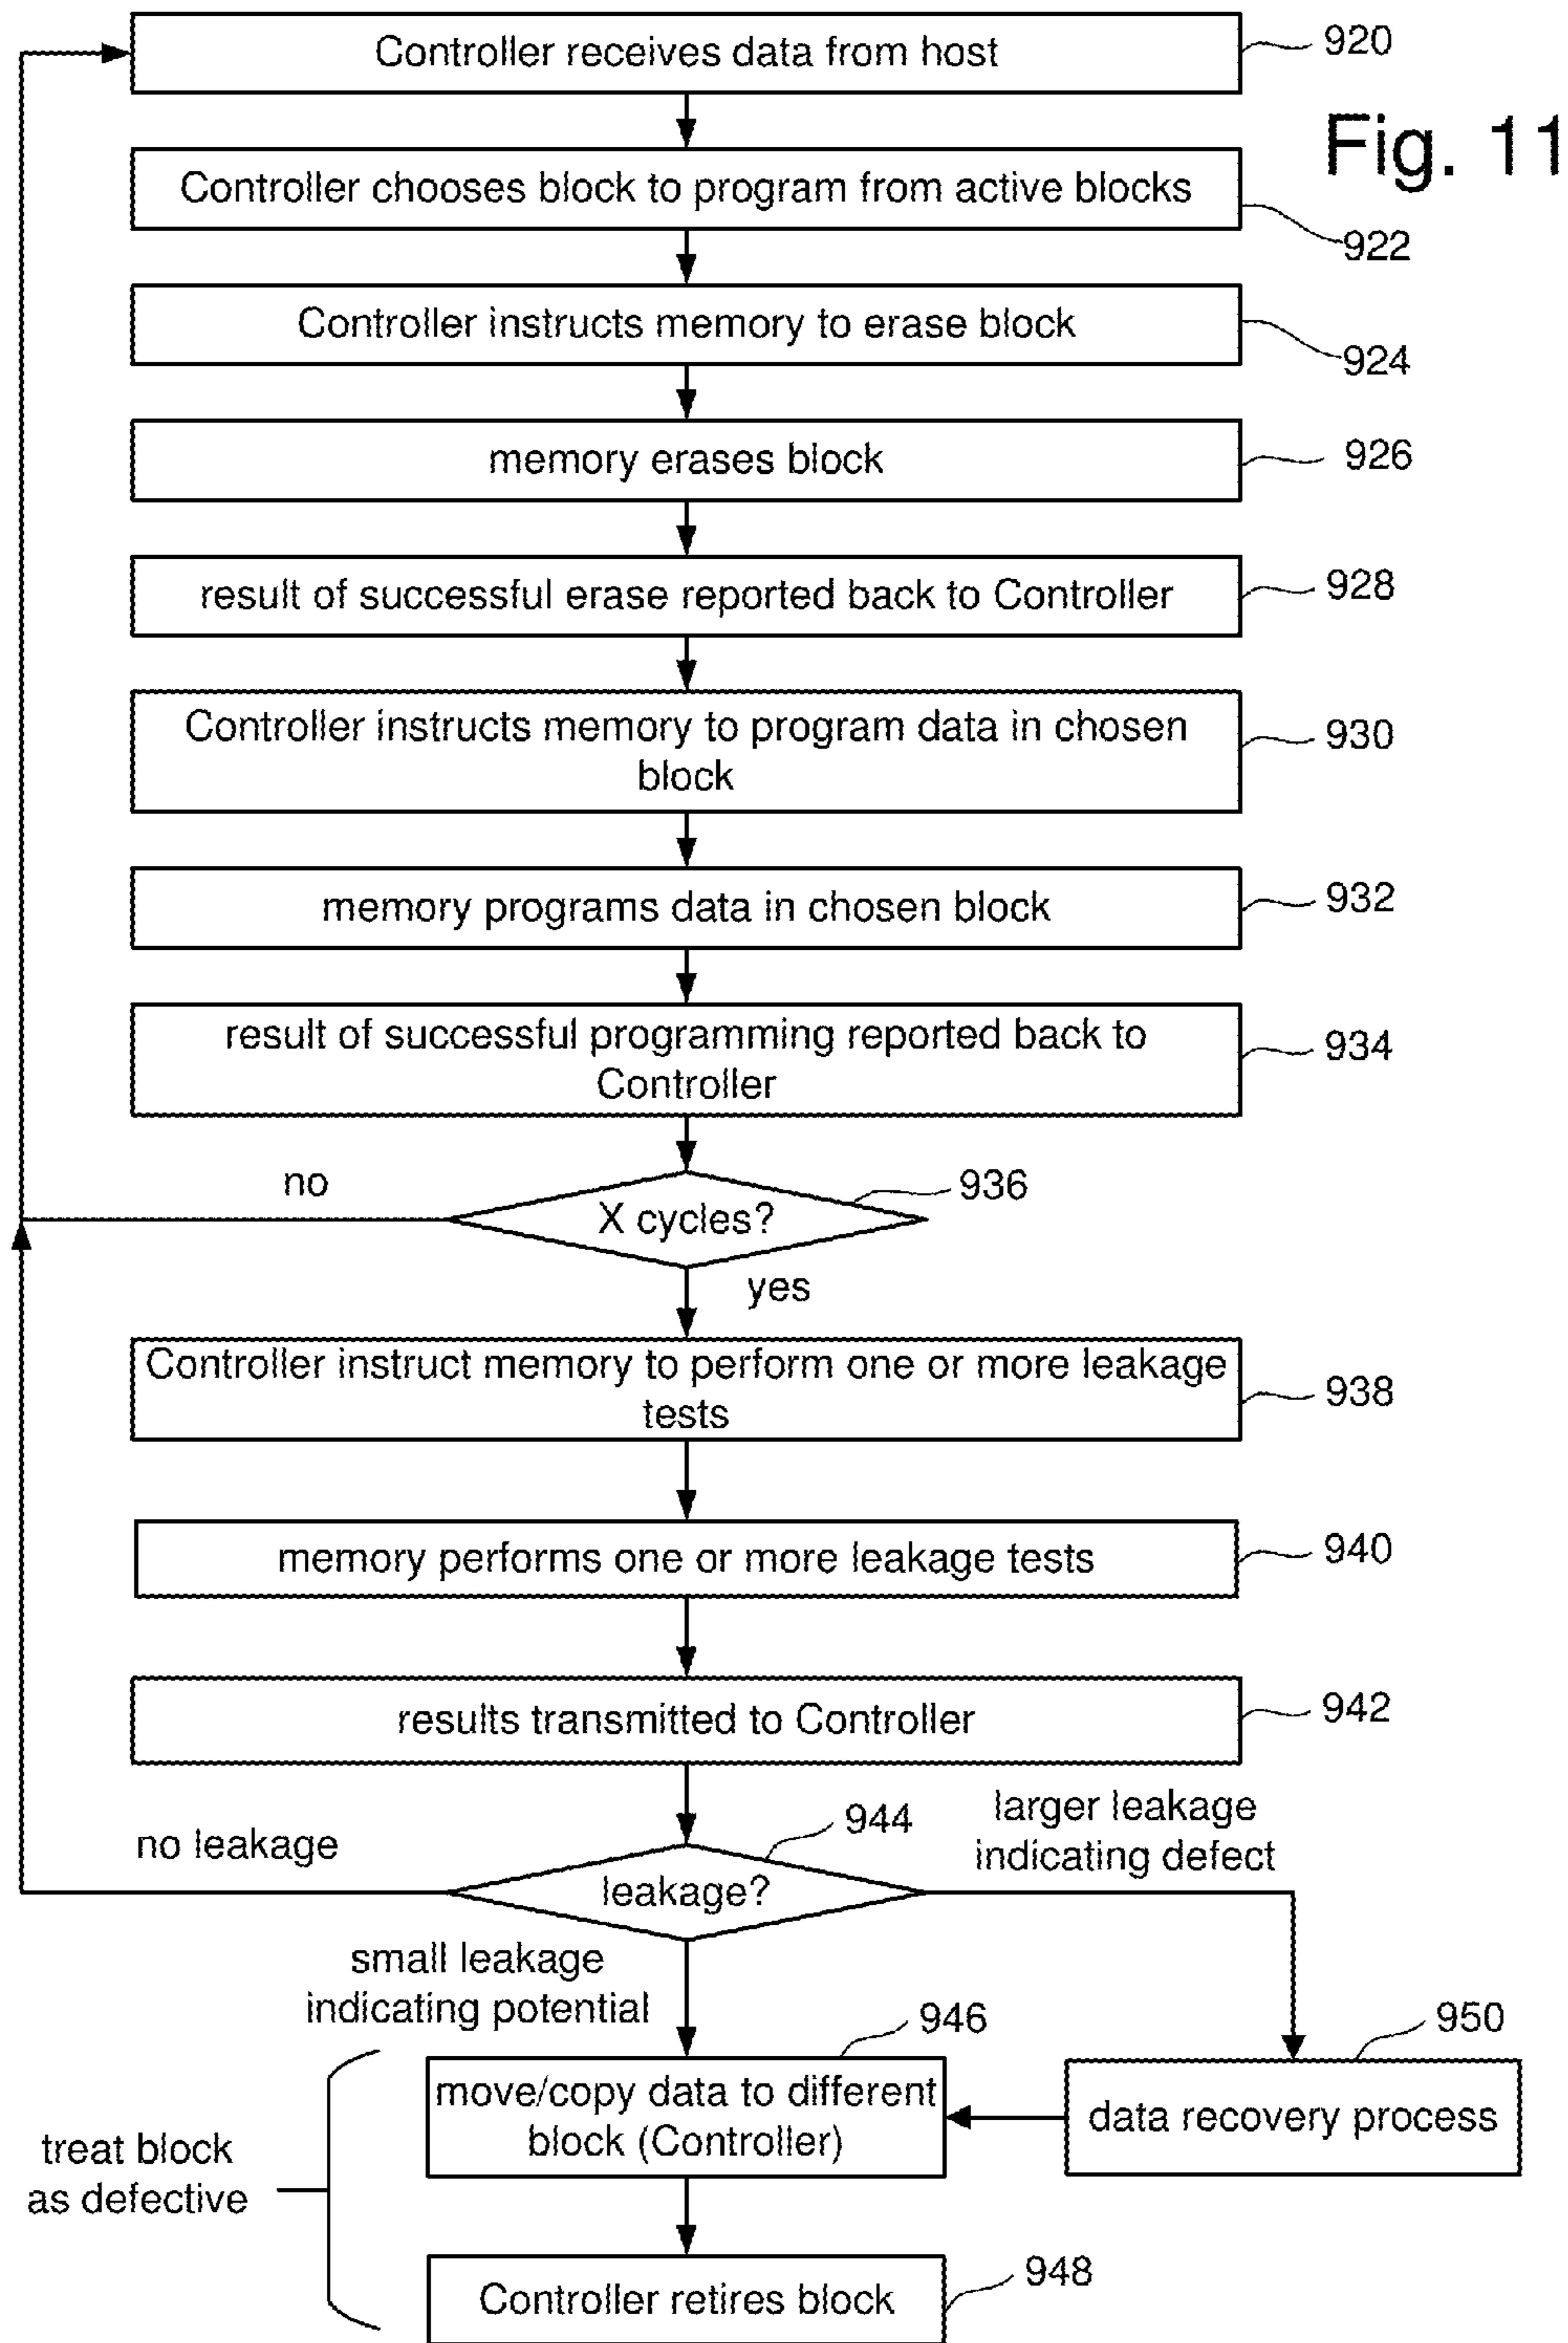 Controller receives data from host
920
Fig. 11
Controller chooses block to program from active blocks
922
Controller instructs memory to erase block
924
memory erases block
926
result of successful erase reported back to Controller
928
Controller instructs memory to program data in chosen
block
930
memory programs data in chosen block
932
result of successful programming reported back to
Controller
934
no
X cycles?
936
yes
Controller instruct memory to perform one or more leakage
tests
938
memory performs one or more leakage tests
940
results transmitted to Controller
942
no leakage
leakage?
944
larger leakage
indicating defect
small leakage
indicating potential
946
950
move/copy data to different
block (Controller)
data recovery process
treat block
as defective
Controller retires block
948